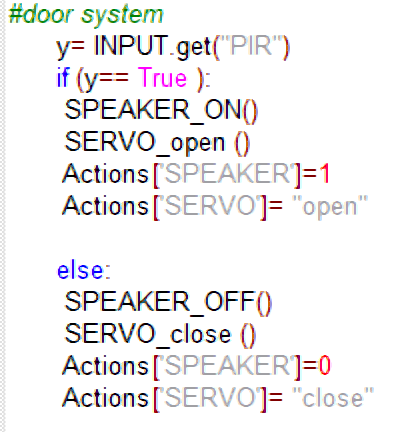 #door system
y= INPUT.get("PIR")
if (y== True ):
SPEAKER_ON()
SERVO_open ()
Actions["SPEAKER"]=1
Actions["SERVO"]= "open"
else:
SPEAKER_OFF()
SERVO_close ()
Actions["SPEAKER"]=0
Actions["SERVO"]= "close"